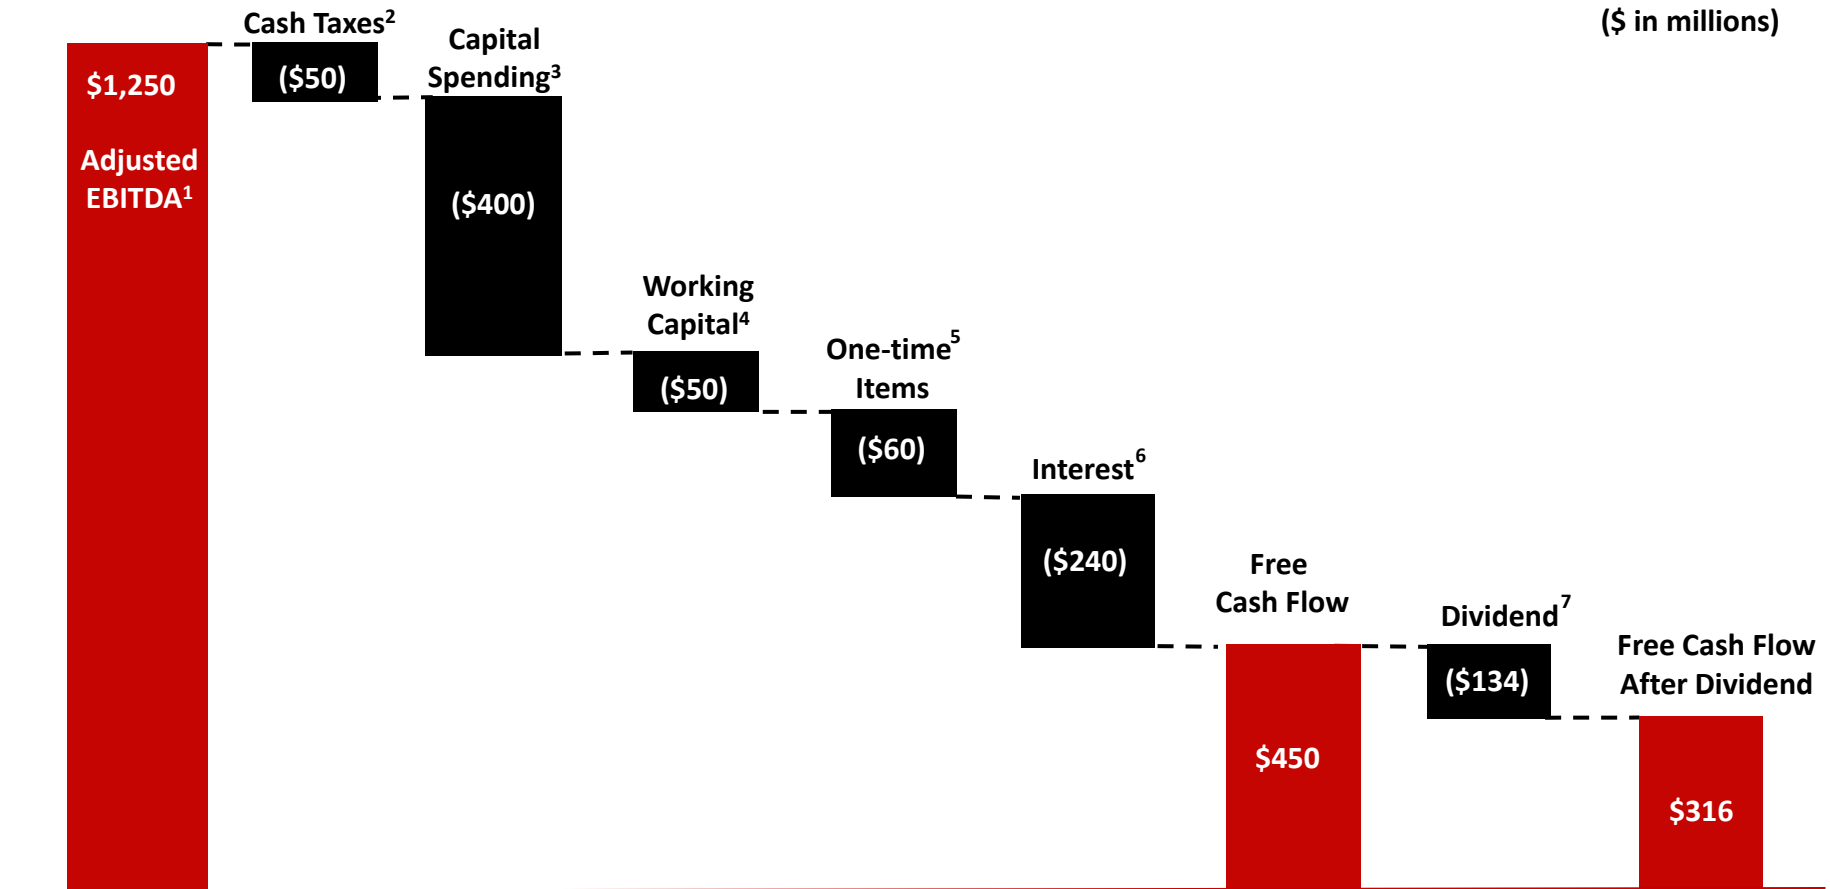 ($ in millions)
$1,250
Adjusted
EBITDA¹
Cash Taxes²
($50)
Capital
Spending³
($400)
Working
Capital⁴
($50)
One-time⁵
Items
($60)
Interest⁶
($240)
Free
Cash Flow
$450
Dividend⁷
($134)
Free Cash Flow
After Dividend
$316